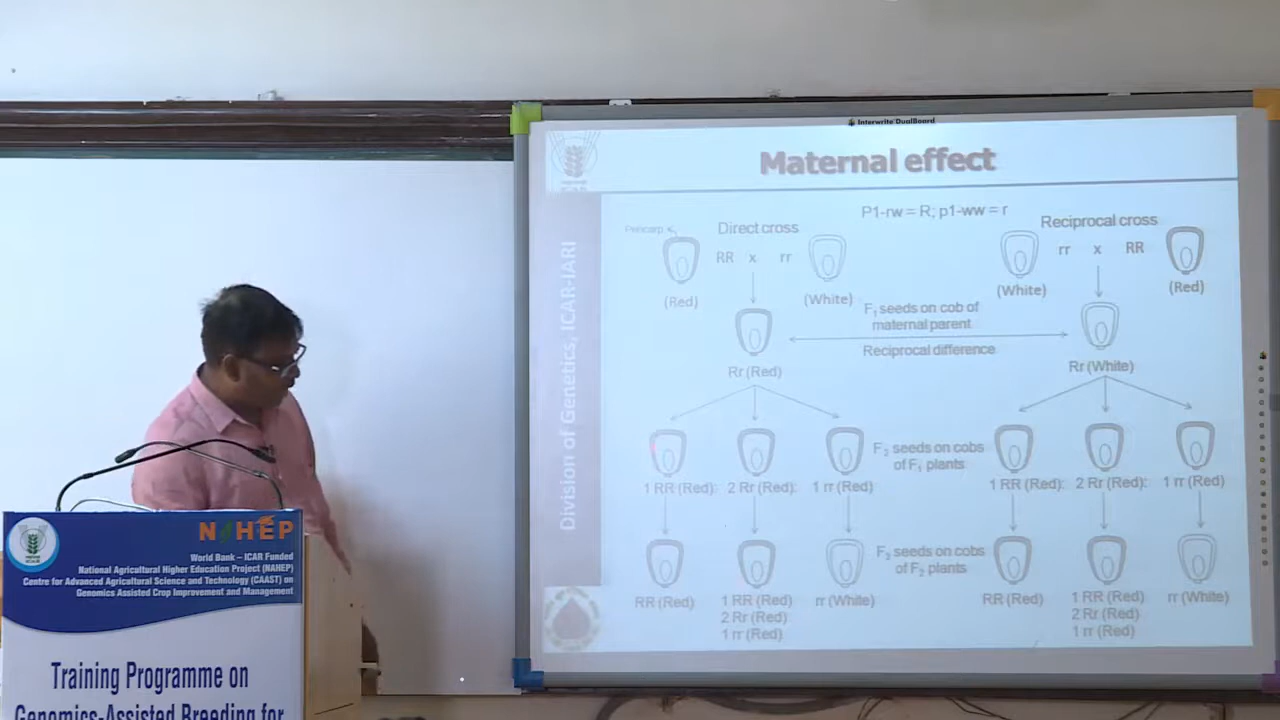 Interwrite DualBoard
Maternal effect
P1-rw = R; p1-ww = r
Pericarp
Direct cross
Reciprocal cross
RR x rr
rr x RR
(Red)
(White)
(White)
(Red)
F₁ seeds on cob of
maternal parent
Reciprocal difference
Rr (Red)
Rr (White)
F₂ seeds on cobs
of F₁ plants
1 RR (Red): 2 Rr (Red): 1 rr (Red)
1 RR (Red): 2 Rr (Red): 1 rr (Red)
F₃ seeds on cobs
of F₂ plants
RR (Red)
1 RR (Red)
2 Rr (Red)
1 rr (Red)
rr (White)
RR (Red)
1 RR (Red)
2 Rr (Red)
1 rr (Red)
rr (White)
Division of Genetics, ICAR-IARI
NAHEP
World Bank – ICAR Funded
National Agricultural Higher Education Project (NAHEP)
Centre for Advanced Agricultural Science and Technology (CAAST) on
Genomics Assisted Crop Improvement and Management
Training Programme on
Genomics-Assisted Breeding for